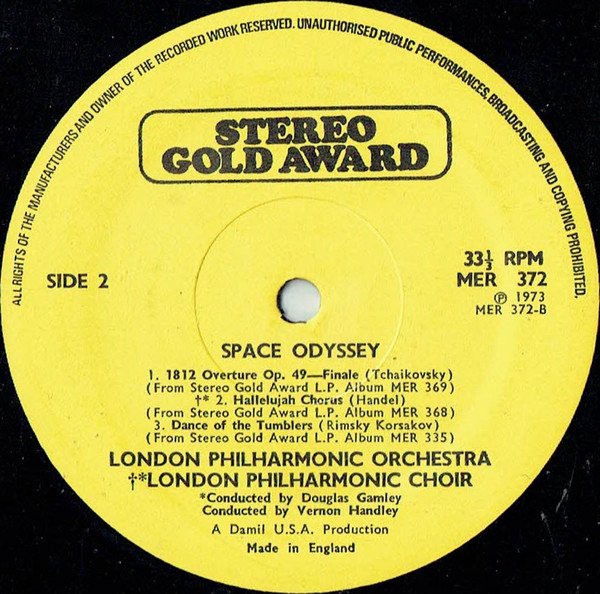 ALL RIGHTS OF THE MANUFACTURERS AND OWNER OF THE RECORDED WORK RESERVED. UNAUTHORISED PUBLIC PERFORMANCES, BROADCASTING AND COPYING PROHIBITED.
STEREO
GOLD AWARD
SIDE 2
33⅓ RPM
MER 372
℗ 1973
MER 372-B
SPACE ODYSSEY
1. 1812 Overture Op. 49—Finale (Tchaikovsky)
(From Stereo Gold Award L.P. Album MER 369)
†* 2. Hallelujah Chorus (Handel)
(From Stereo Gold Award L.P. Album MER 368)
3. Dance of the Tumblers (Rimsky Korsakov)
(From Stereo Gold Award L.P. Album MER 335)
LONDON PHILHARMONIC ORCHESTRA
†*LONDON PHILHARMONIC CHOIR
*Conducted by Douglas Gamley
Conducted by Vernon Handley
A Damil U.S.A. Production
Made in England